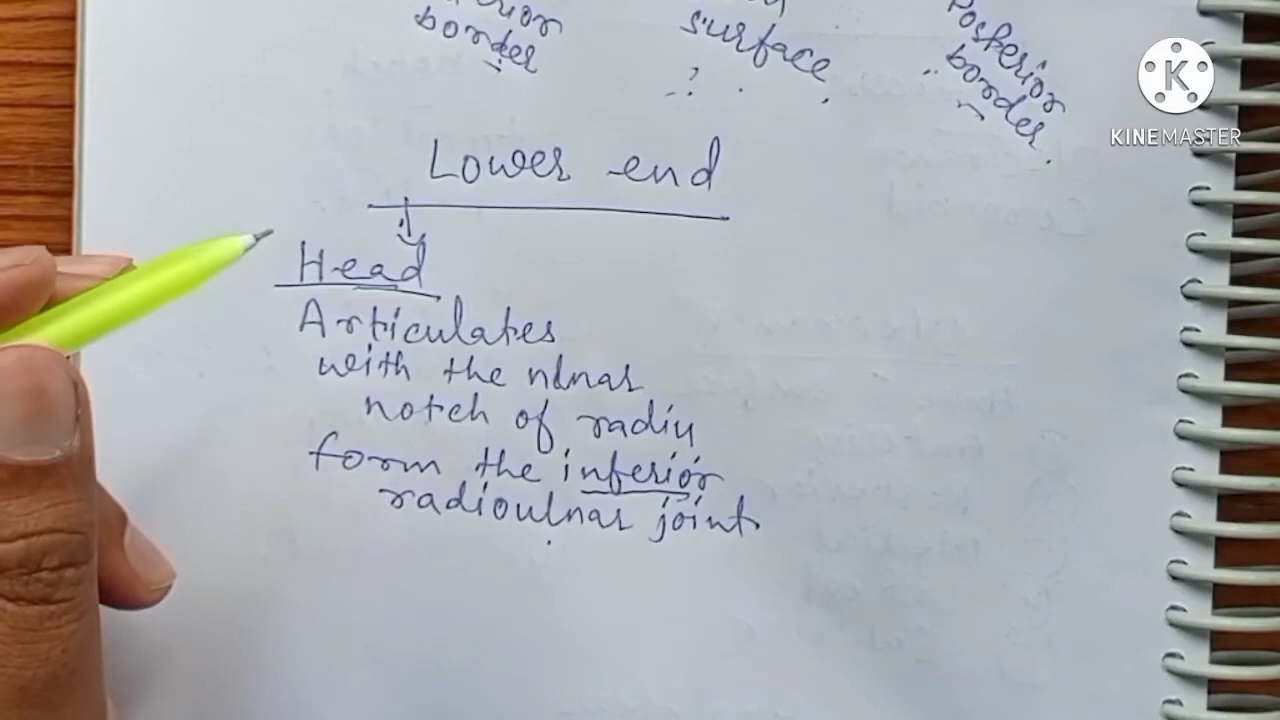 border
surface
Posterior
border.
K
KINEMASTER
Lower end
Head
Articulates
with the ulnar
notch of radiu
form the inferior
radioulnar joint